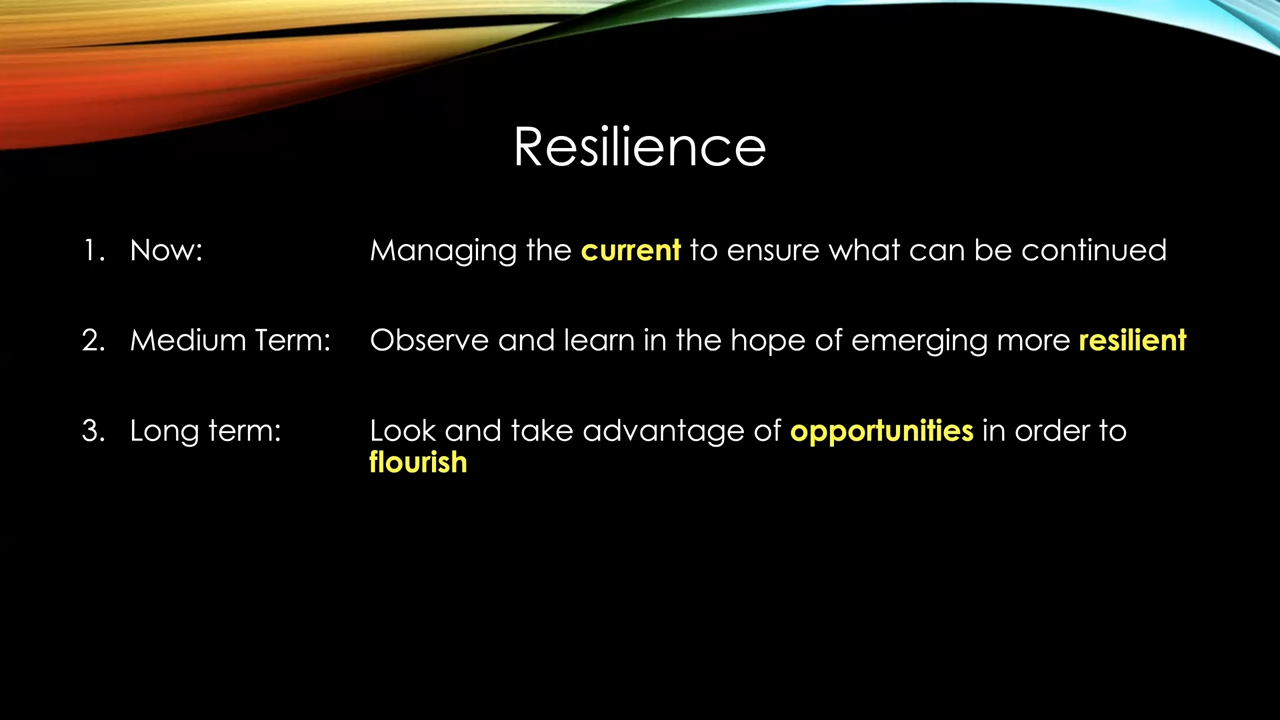 Resilience
1. Now: Managing the current to ensure what can be continued
2. Medium Term: Observe and learn in the hope of emerging more resilient
3. Long term: Look and take advantage of opportunities in order to
flourish